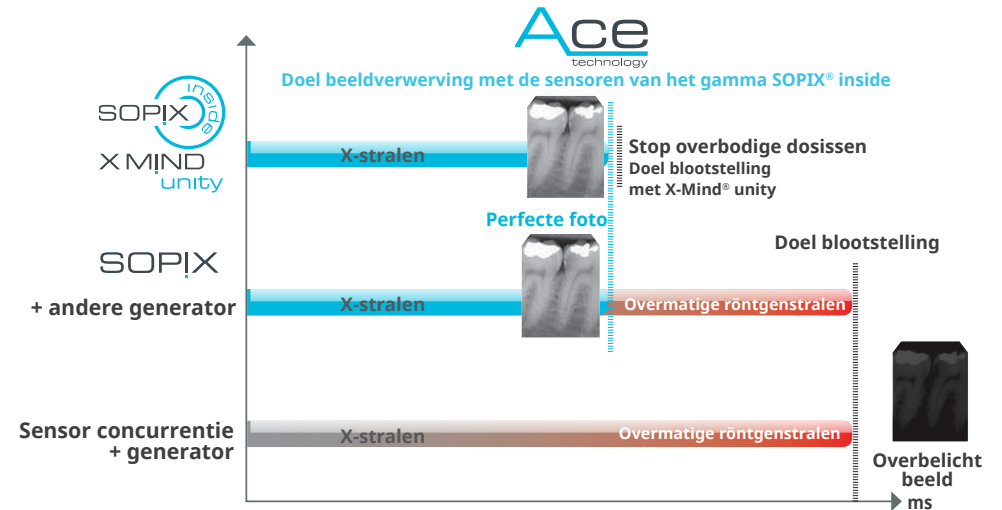 Ace
technology
Doel beeldverwerving met de sensoren van het gamma SOPIX® inside
SOPIX inside
X MIND
unity
X-stralen
Stop overbodige dosissen
Doel blootstelling
met X-Mind® unity
Perfecte foto
Doel blootstelling
SOPIX
+ andere generator
X-stralen
Overmatige röntgenstralen
Sensor concurrentie
+ generator
X-stralen
Overmatige röntgenstralen
Overbelicht
beeld
ms